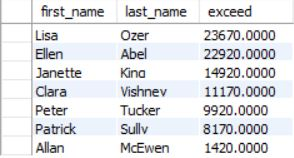 first_name last_name exceed
Lisa Ozer 23670.0000
Ellen Abel 22920.0000
Janette King 14920.0000
Clara Vishney 11170.0000
Peter Tucker 9920.0000
Patrick Sully 8170.0000
Allan McEwen 1420.0000